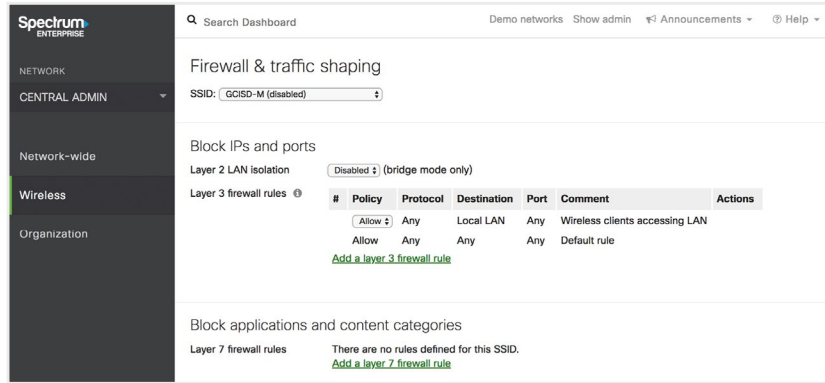 Spectrum
ENTERPRISE
Search Dashboard
Demo networks Show admin Announcements Help
NETWORK
CENTRAL ADMIN
Network-wide
Wireless
Organization
Firewall & traffic shaping
SSID: GCISD-M (disabled)
Block IPs and ports
Layer 2 LAN isolation Disabled (bridge mode only)
Layer 3 firewall rules
# Policy Protocol Destination Port Comment Actions
Allow Any Local LAN Any Wireless clients accessing LAN
Allow Any Any Any Default rule
Add a layer 3 firewall rule
Block applications and content categories
Layer 7 firewall rules There are no rules defined for this SSID.
Add a layer 7 firewall rule